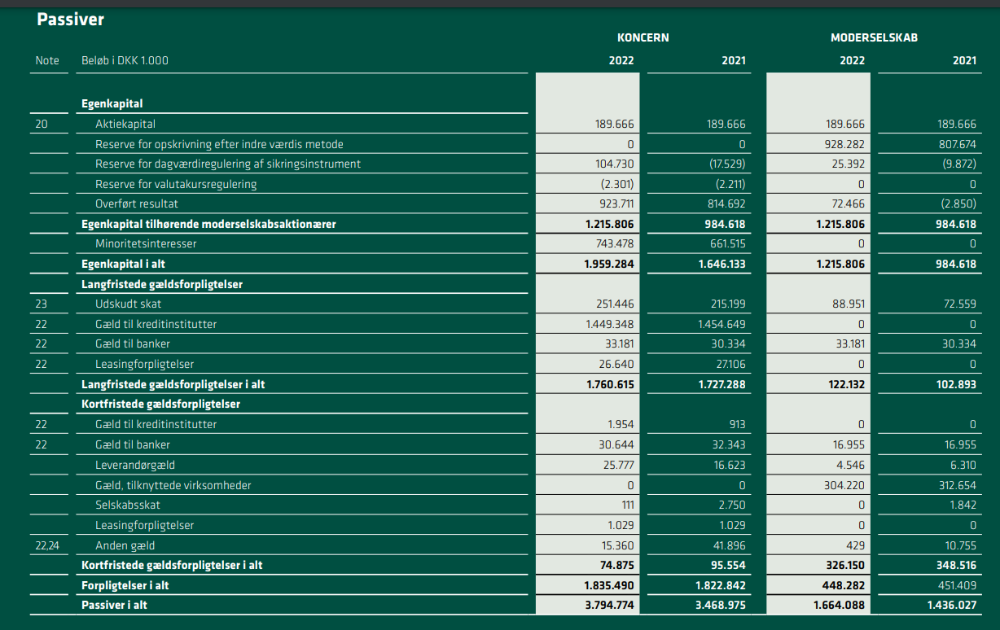 Passiver
KONCERN MODERSELSKAB
Note Beløb i DKK 1.000 2022 2021 2022 2021
Egenkapital
20 Aktiekapital 189.666 189.666 189.666 189.666
Reserve for opskrivning efter indre værdis metode 0 0 928.282 807.674
Reserve for dagværdiregulering af sikringsinstrument 104.730 (17.529) 25.392 (9.872)
Reserve for valutakursregulering (2.301) (2.211) 0 0
Overført resultat 923.711 814.692 72.466 (2.850)
Egenkapital tilhørende moderselskabsaktionærer 1.215.806 984.618 1.215.806 984.618
Minoritetsinteresser 743.478 661.515 0 0
Egenkapital i alt 1.959.284 1.646.133 1.215.806 984.618
Langfristede gældsforpligtelser
23 Udskudt skat 251.446 215.199 88.951 72.559
22 Gæld til kreditinstitutter 1.449.348 1.454.649 0 0
22 Gæld til banker 33.181 30.334 33.181 30.334
22 Leasingforpligtelser 26.640 27.106 0 0
Langfristede gældsforpligtelser i alt 1.760.615 1.727.288 122.132 102.893
Kortfristede gældsforpligtelser
22 Gæld til kreditinstitutter 1.954 913 0 0
22 Gæld til banker 30.644 32.343 16.955 16.955
Leverandørgæld 25.777 16.623 4.546 6.310
Gæld, tilknyttede virksomheder 0 0 304.220 312.654
Selskabsskat 111 2.750 0 1.842
Leasingforpligtelser 1.029 1.029 0 0
22,24 Anden gæld 15.360 41.896 429 10.755
Kortfristede gældsforpligtelser i alt 74.875 95.554 326.150 348.516
Forpligtelser i alt 1.835.490 1.822.842 448.282 451.409
Passiver i alt 3.794.774 3.468.975 1.664.088 1.436.027